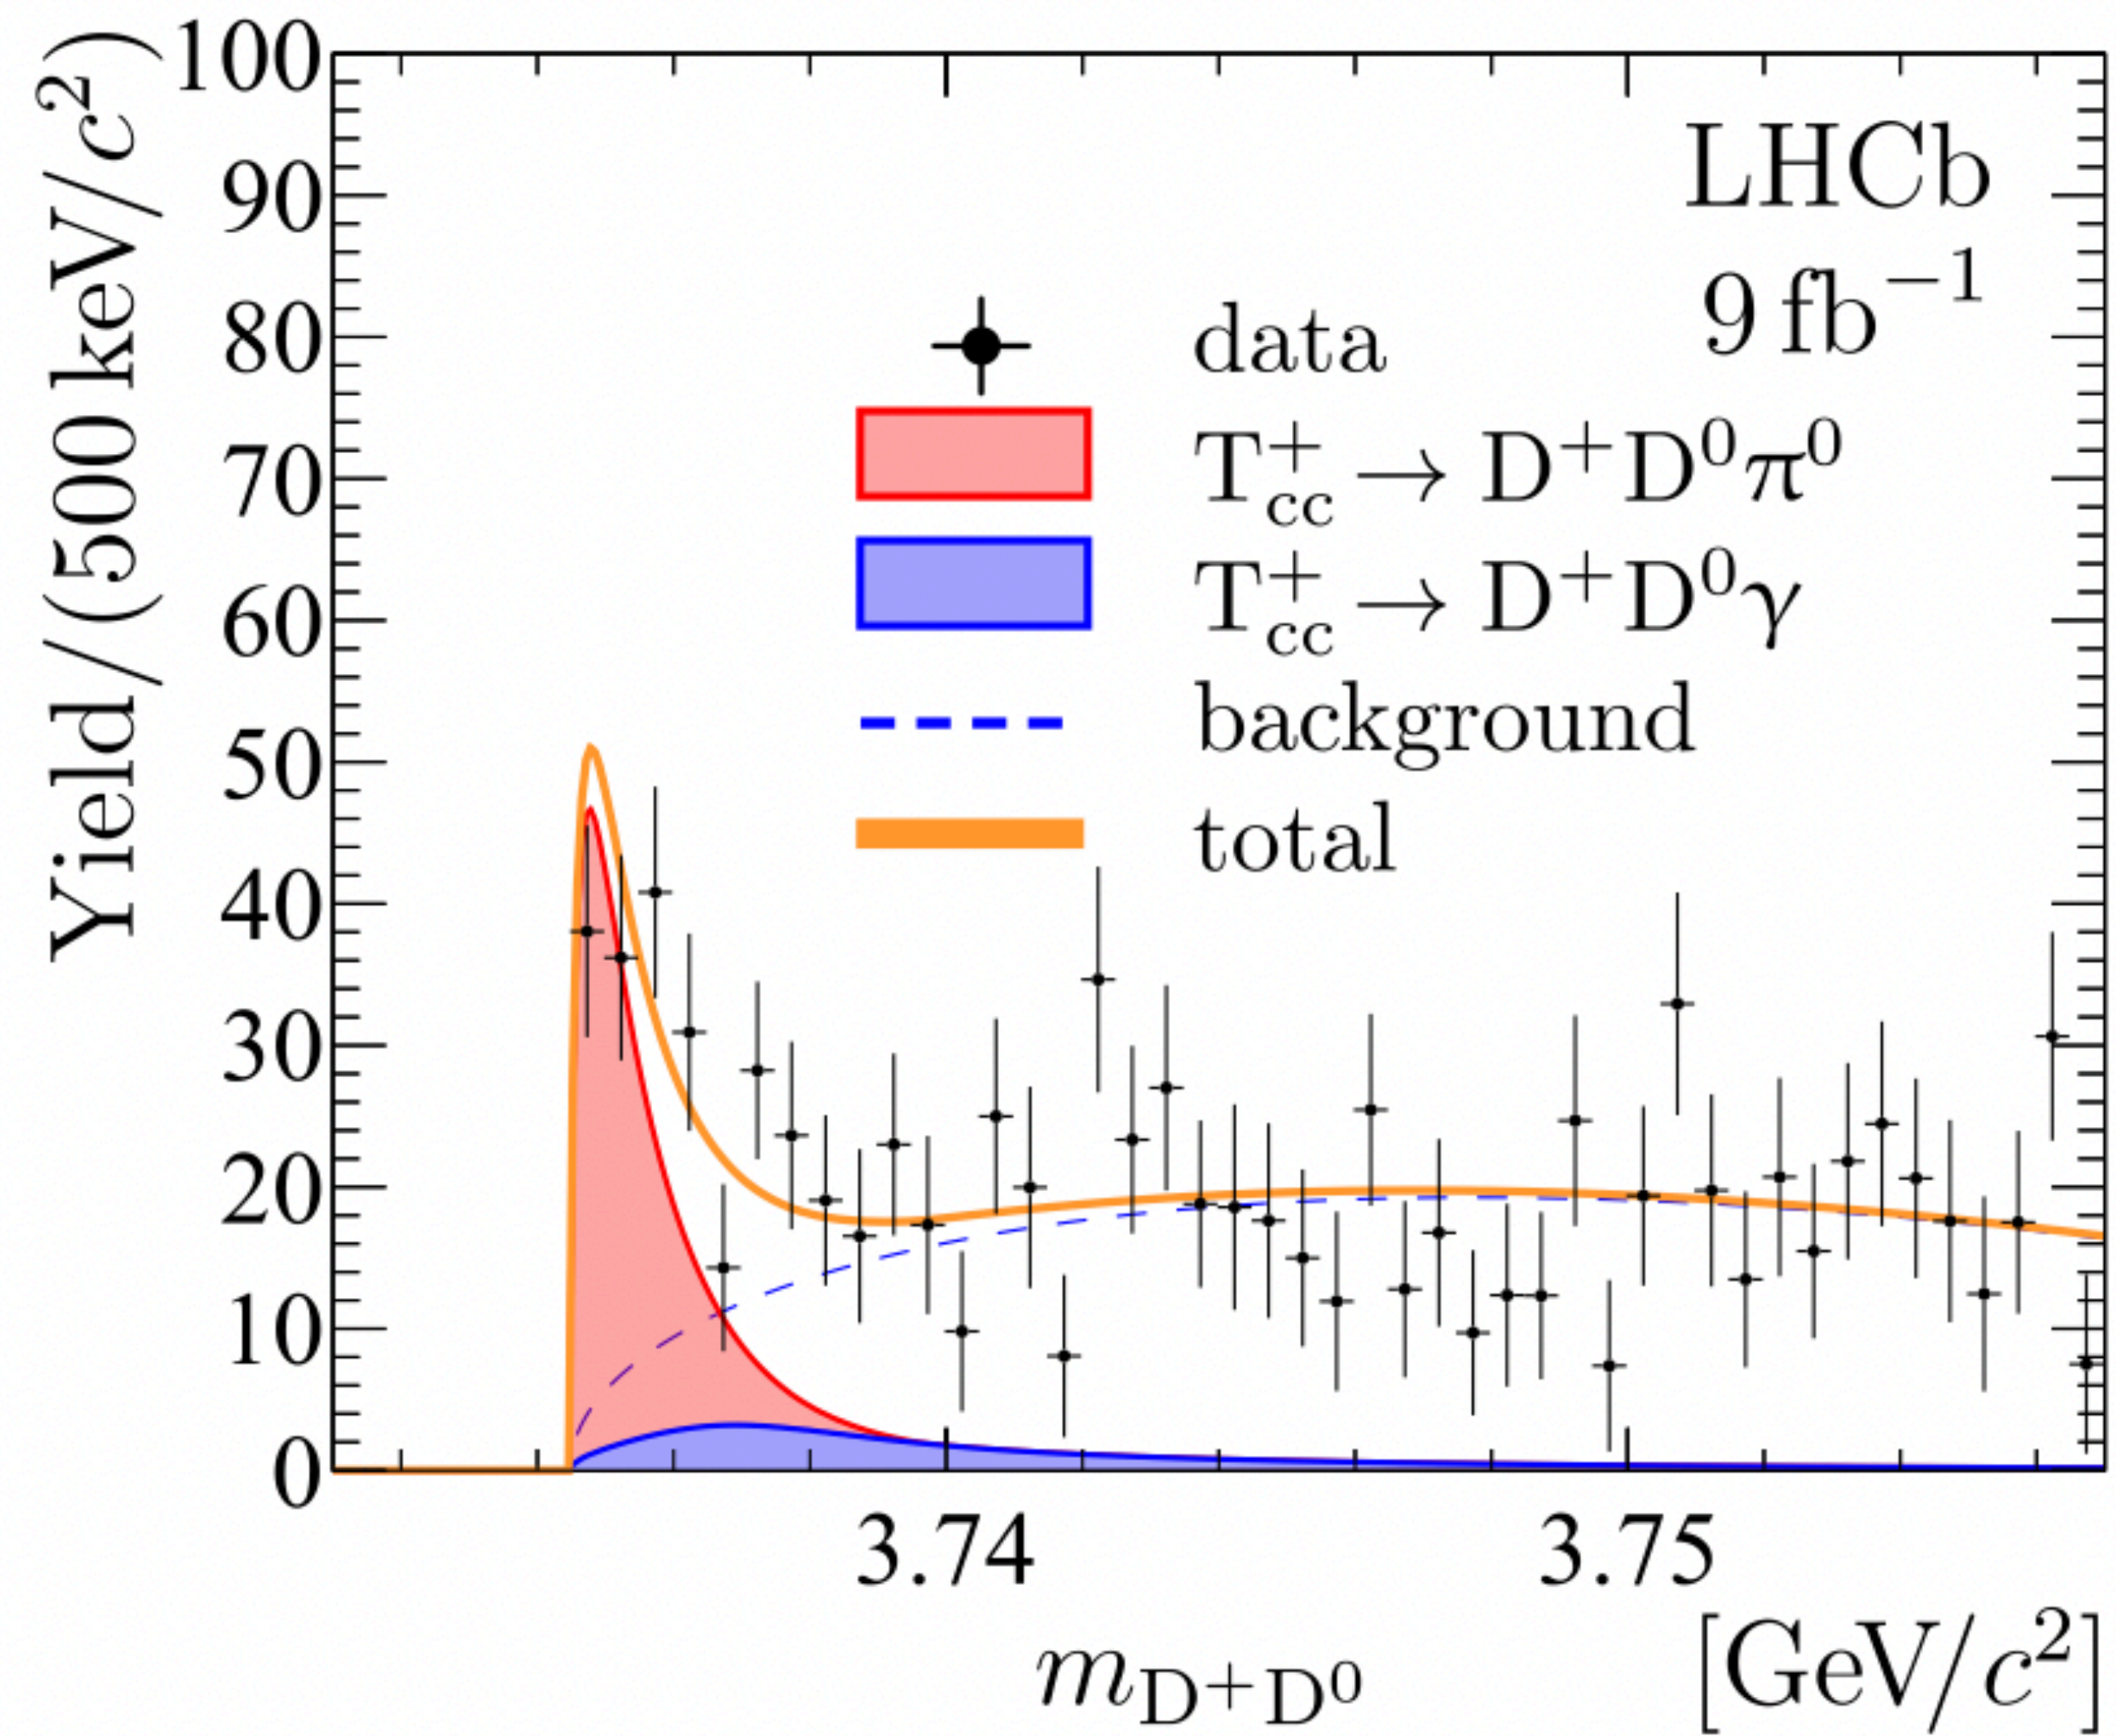 Yield/(500 keV/c²)
100
90
80
70
60
50
40
30
20
10
0
LHCb
9 fb⁻¹
data
T⁺cc → D⁺D⁰π⁰
T⁺cc → D⁺D⁰γ
background
total
3.74
3.75
m D⁺D⁰
[GeV/c²]